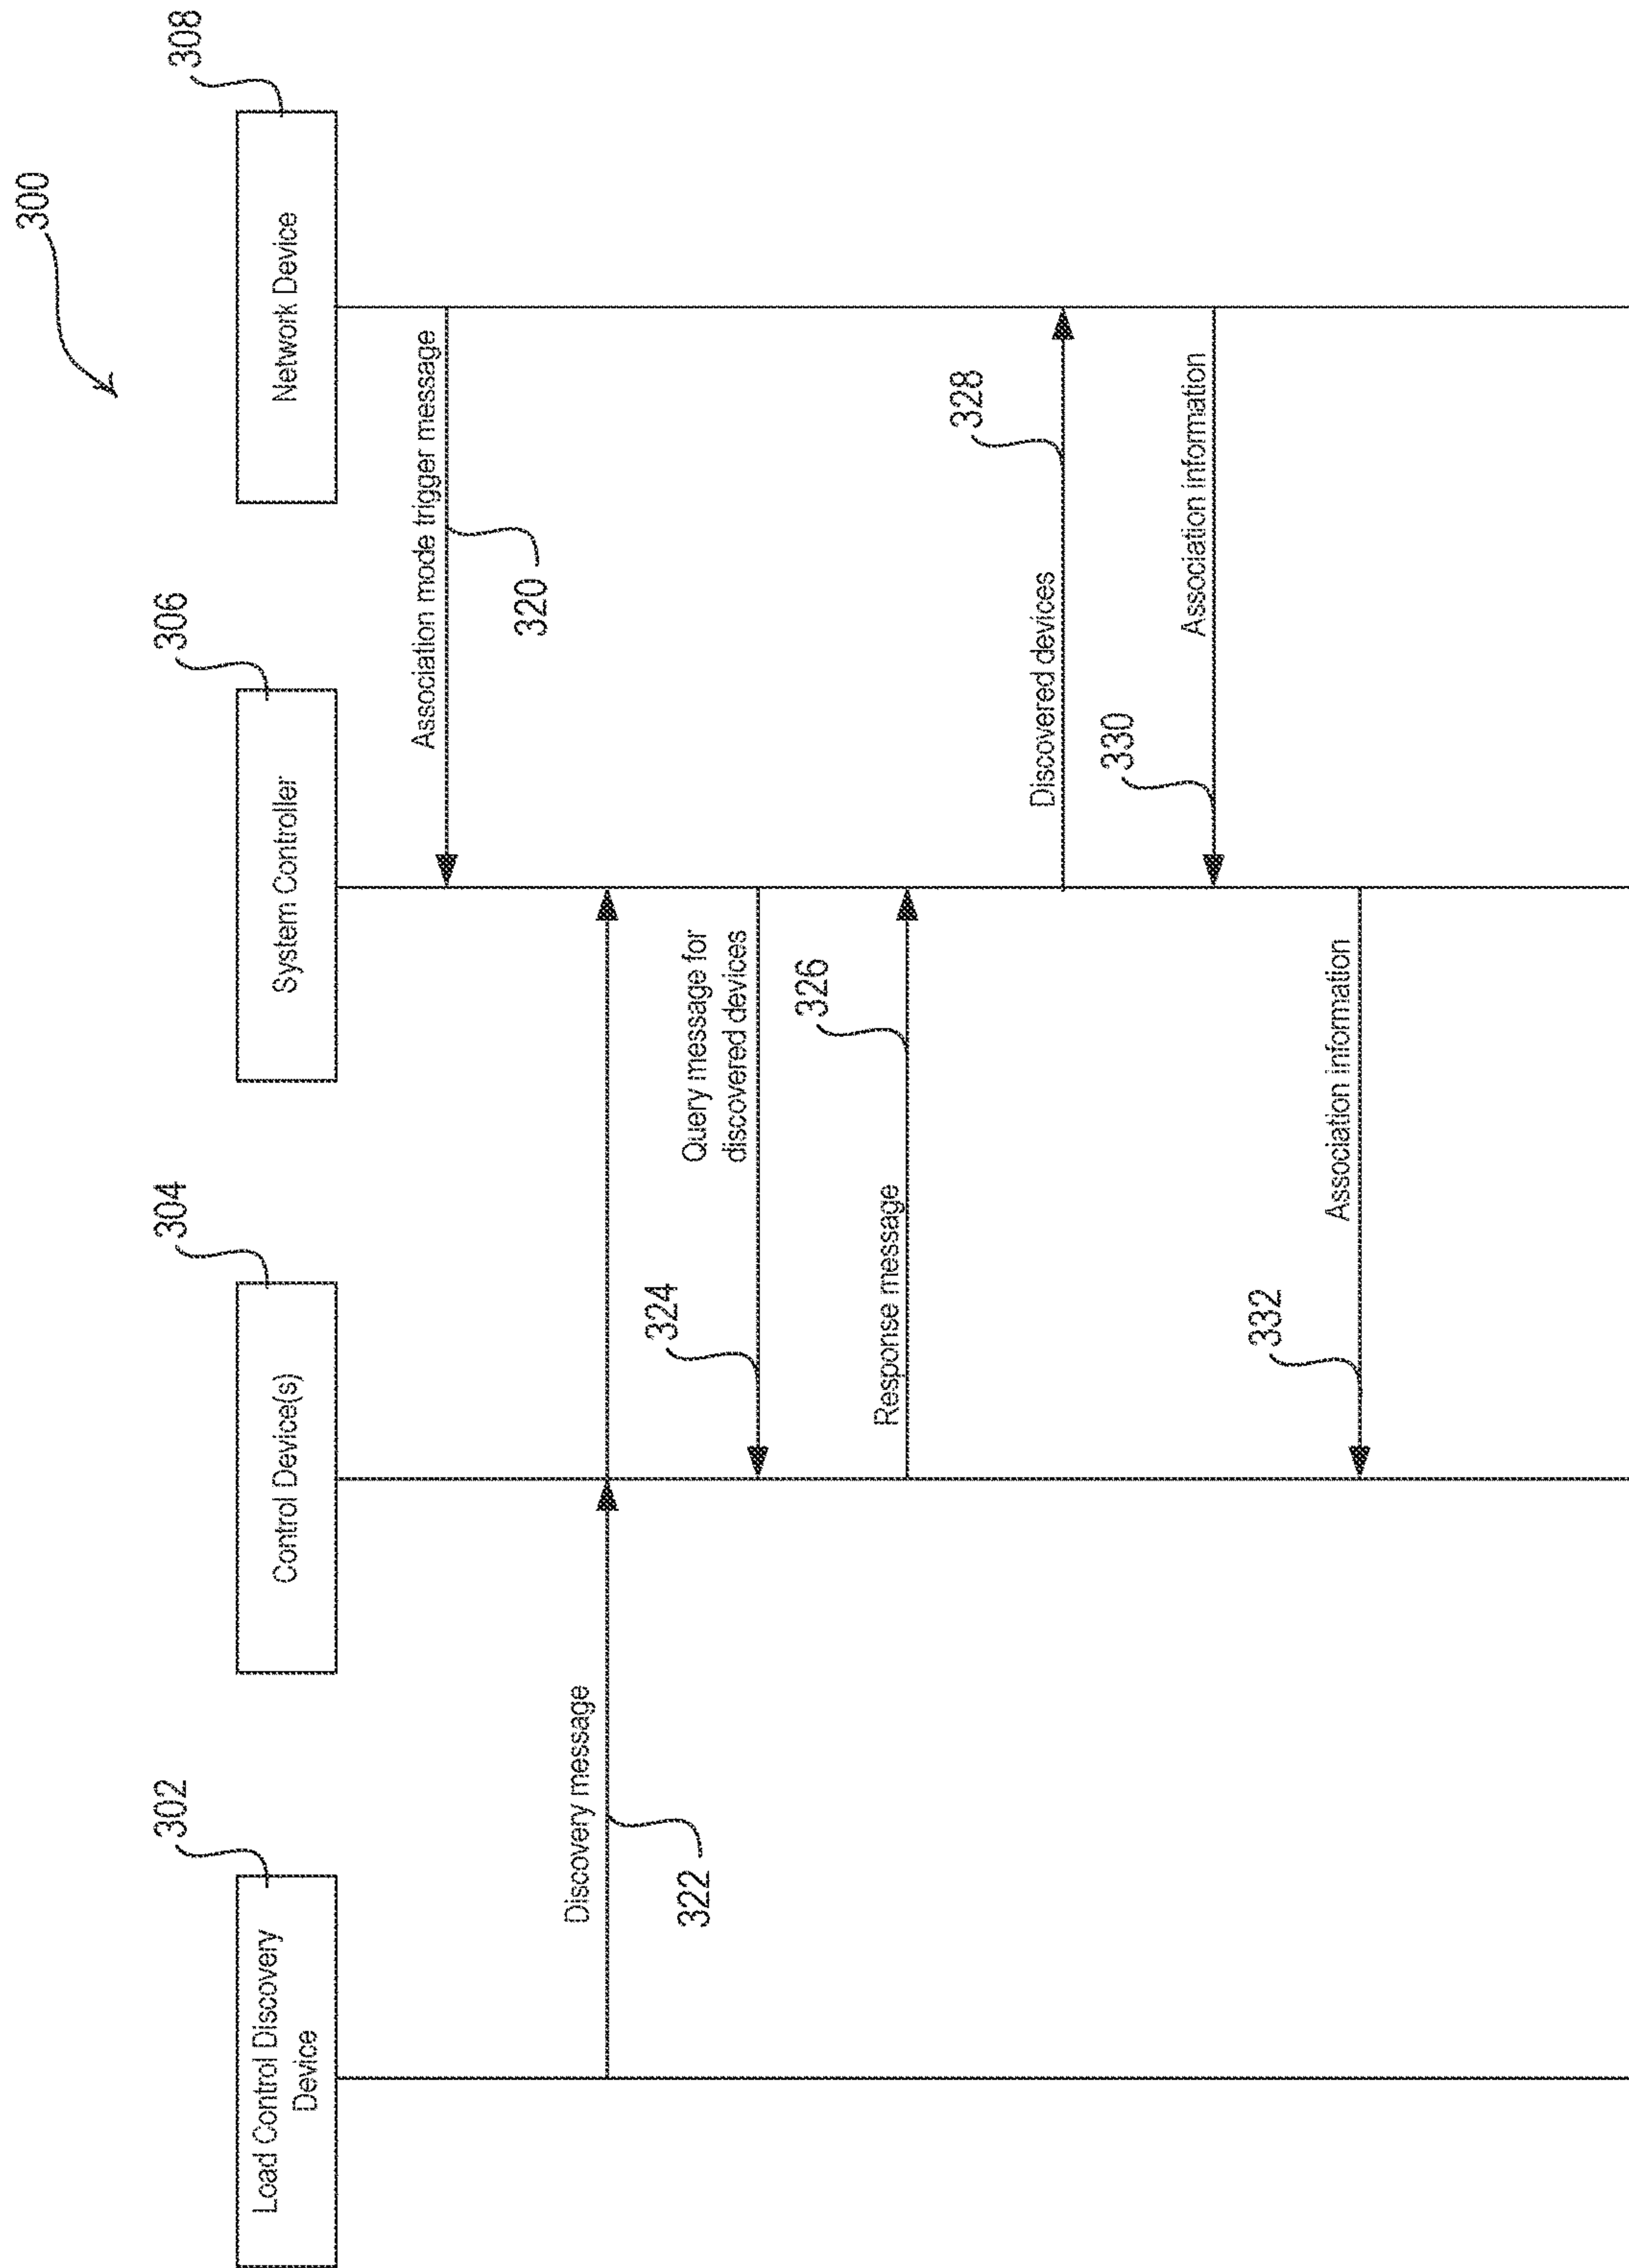 300
302
304
306
308
Load Control Discovery
Device
Control Device(s)
System Controller
Network Device
Association mode trigger message
320
Discovery message
322
Query message for
discovered devices
324
326
Response message
328
Discovered devices
330
Association information
332
Association information